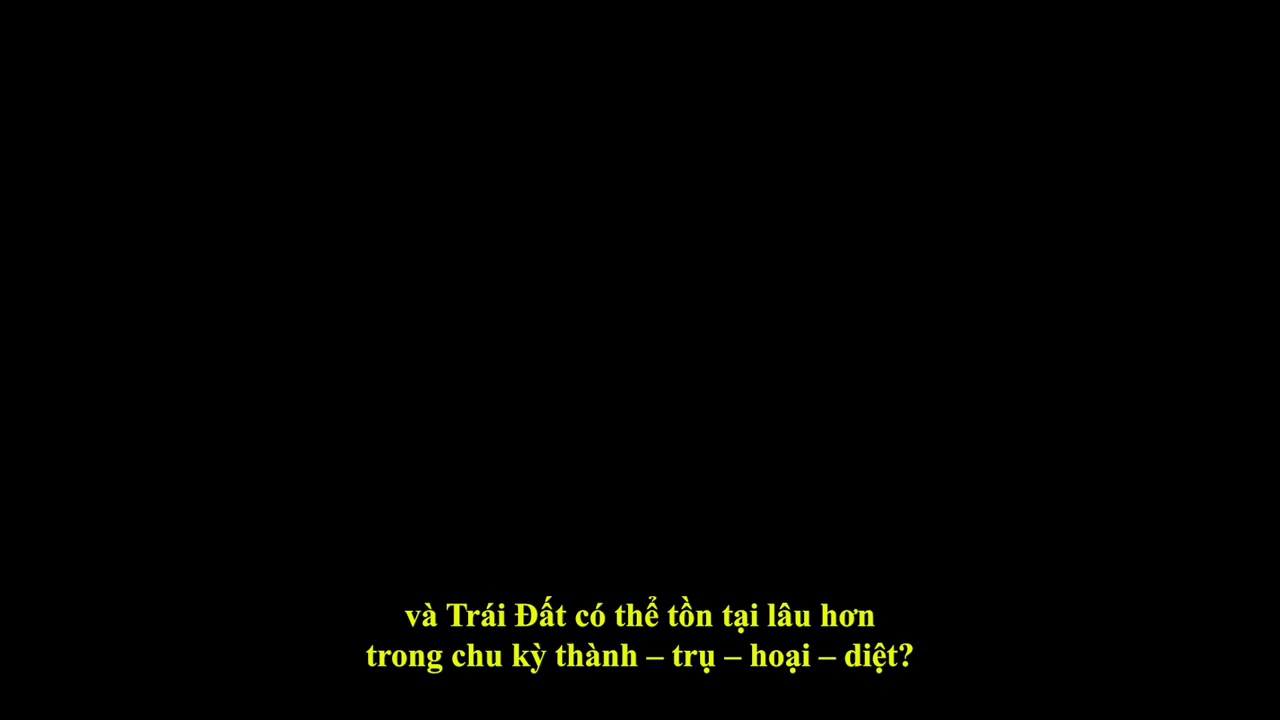 và Trái Đất có thể tồn tại lâu hơn
trong chu kỳ thành – trụ – hoại – diệt?